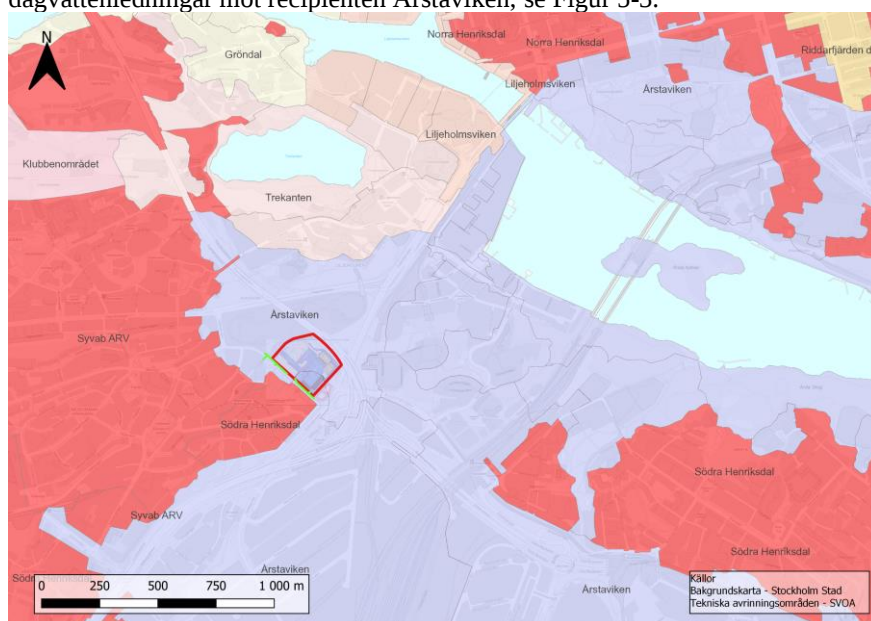 dagvattenledningar mot recipienten Årstaviken, se Figur 3-3.
N
Gröndal
Norra Henriksdal
Norra Henriksdal
Riddarfjärden d
Liljeholmsviken
Årstaviken
Liljeholmsviken
Klubbenområdet
Trekanten
Årstaviken
Syvab ARV
Södra Henriksdal
Södra Henriksdal
Syvab ARV
Södra Henriksdal
Årstaviken
Södra
Årstaviken
0 250 500 750 1 000 m
Källor
Bakgrundskarta - Stockholm Stad
Tekniska avrinningsområden - SVOA